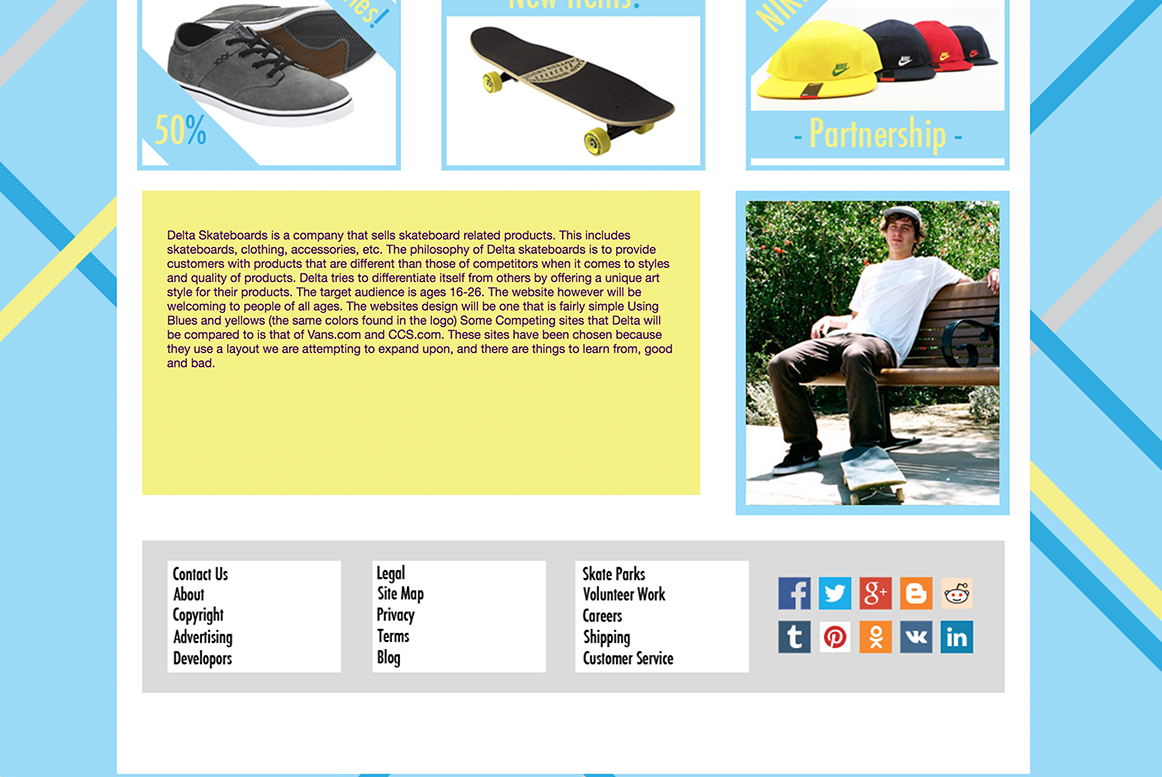 !
50%
New Items!
NIKE
- Partnership -
Delta Skateboards is a company that sells skateboard related products. This includes
skateboards, clothing, accessories, etc. The philosophy of Delta skateboards is to provide
customers with products that are different than those of competitors when it comes to styles
and quality of products. Delta tries to differentiate itself from others by offering a unique art
style for their products. The target audience is ages 16-26. The website however will be
welcoming to people of all ages. The websites design will be one that is fairly simple Using
Blues and yellows (the same colors found in the logo) Some Competing sites that Delta will
be compared to is that of Vans.com and CCS.com. These sites have been chosen because
they use a layout we are attempting to expand upon, and there are things to learn from, good
and bad.
Contact Us
About
Copyright
Advertising
Developors
Legal
Site Map
Privacy
Terms
Blog
Skate Parks
Volunteer Work
Careers
Shipping
Customer Service